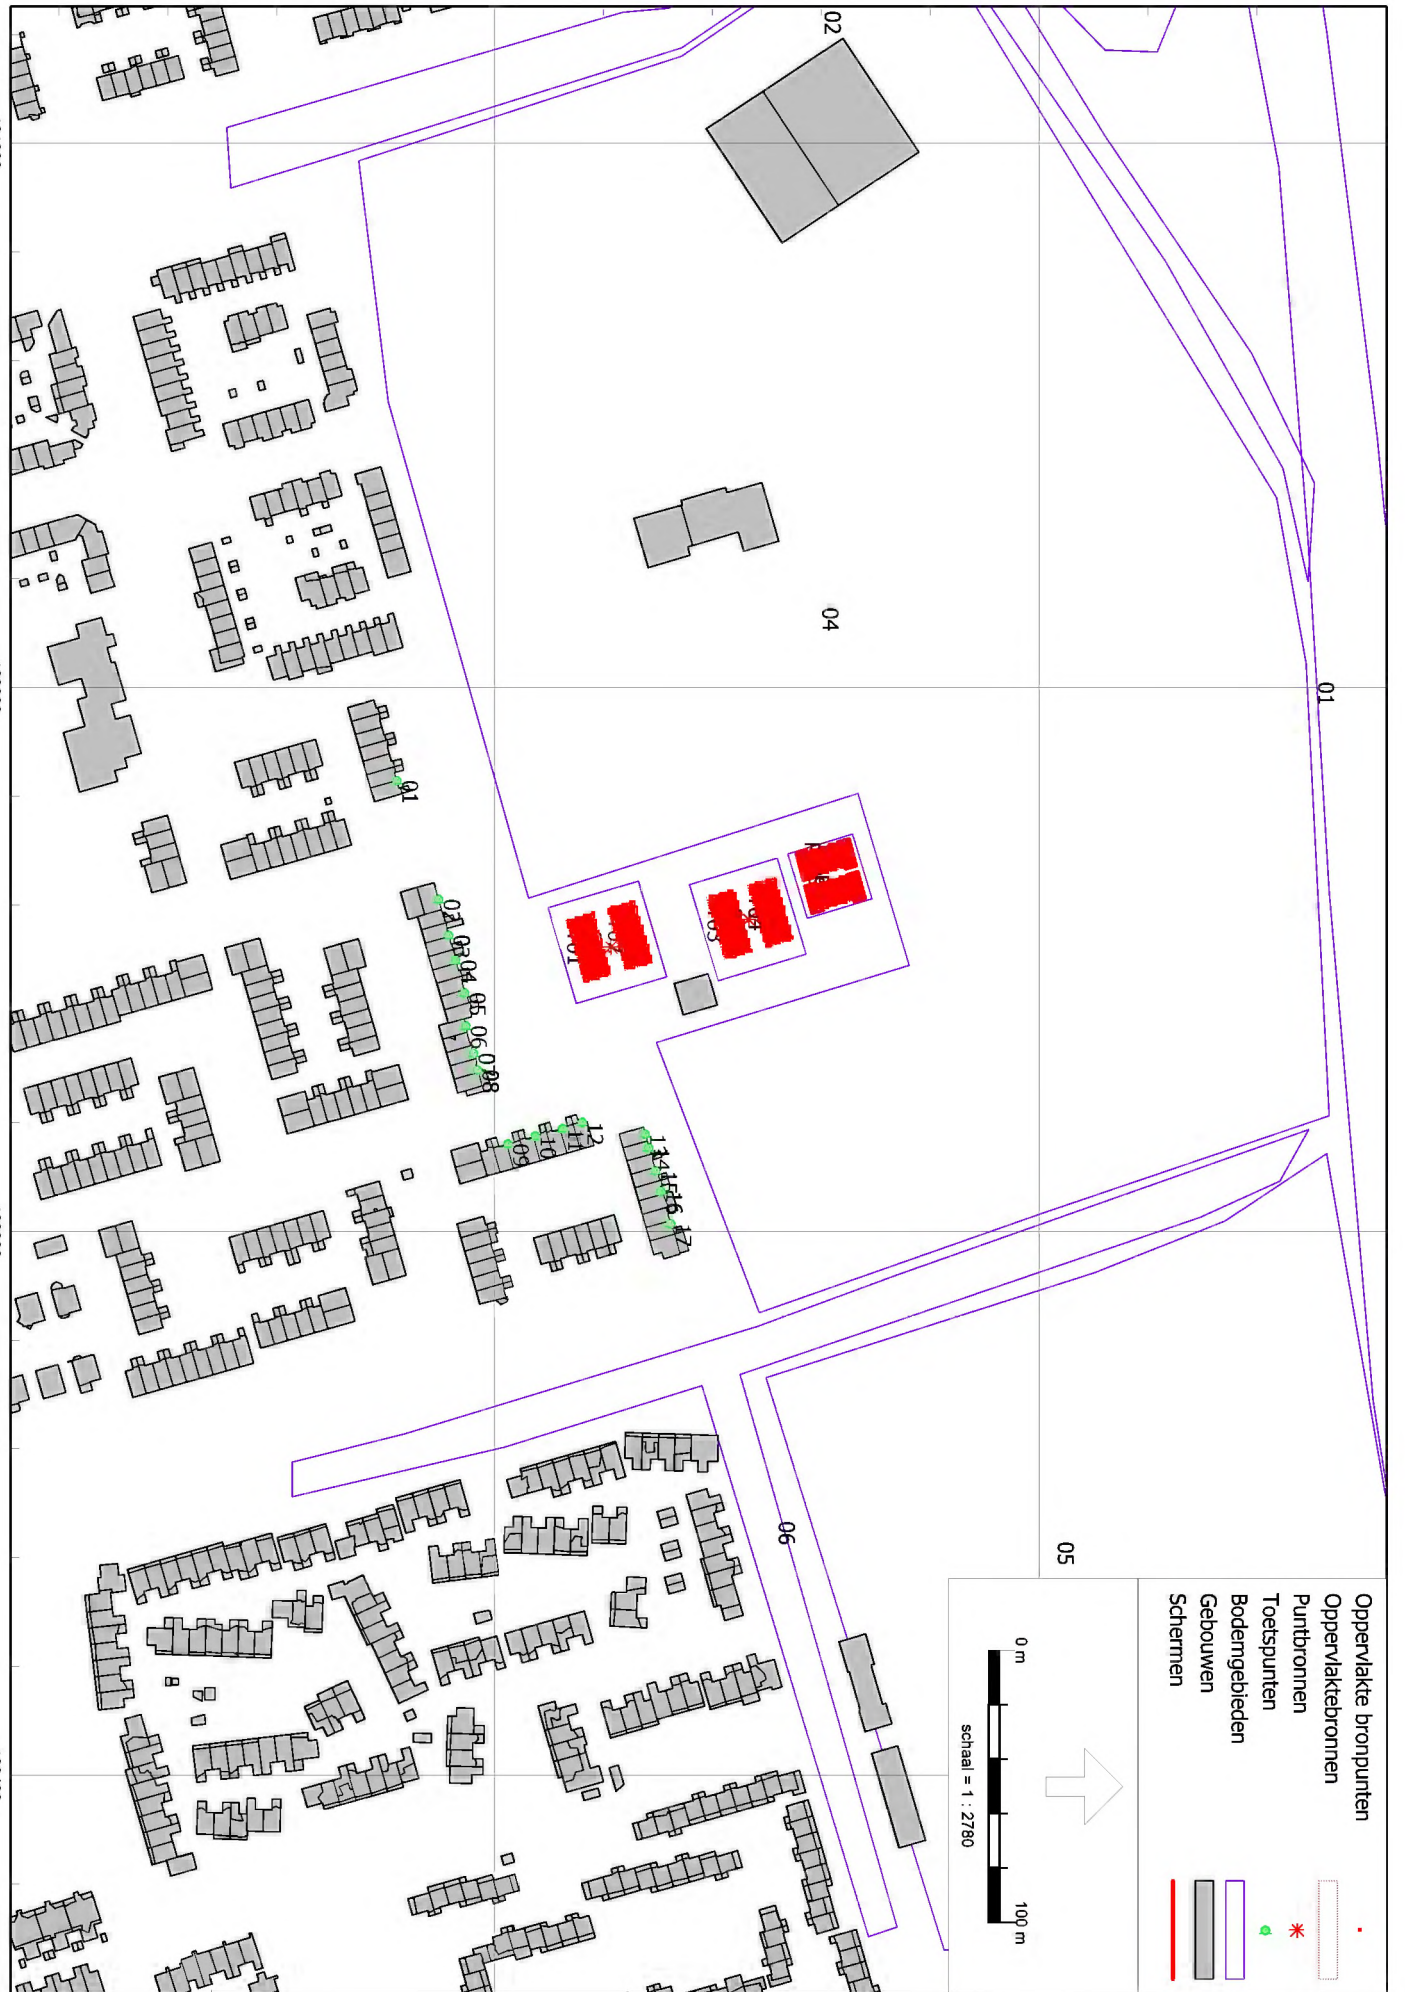 Oppervlakte bronpunten
Oppervlaktebronnen
Puntbronnen
Toetspunten
Bodemgebieden
Gebouwen
Schermen
0 m
100 m
schaal = 1 : 2780
01
02
04
05
06
01
02
03
04
05
06
07
08
09
10
11
12
13
14
15
16
17